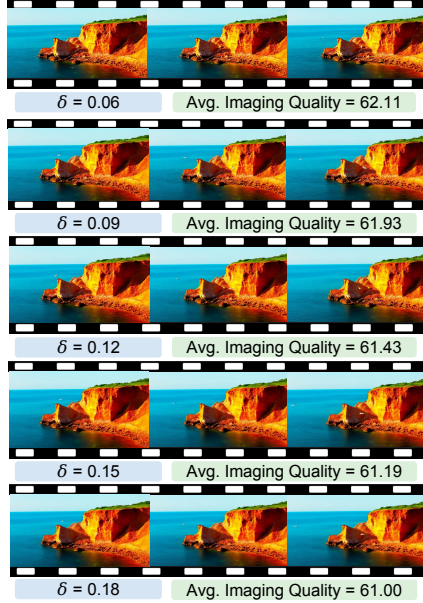 δ = 0.06 Avg. Imaging Quality = 62.11
δ = 0.09 Avg. Imaging Quality = 61.93
δ = 0.12 Avg. Imaging Quality = 61.43
δ = 0.15 Avg. Imaging Quality = 61.19
δ = 0.18 Avg. Imaging Quality = 61.00